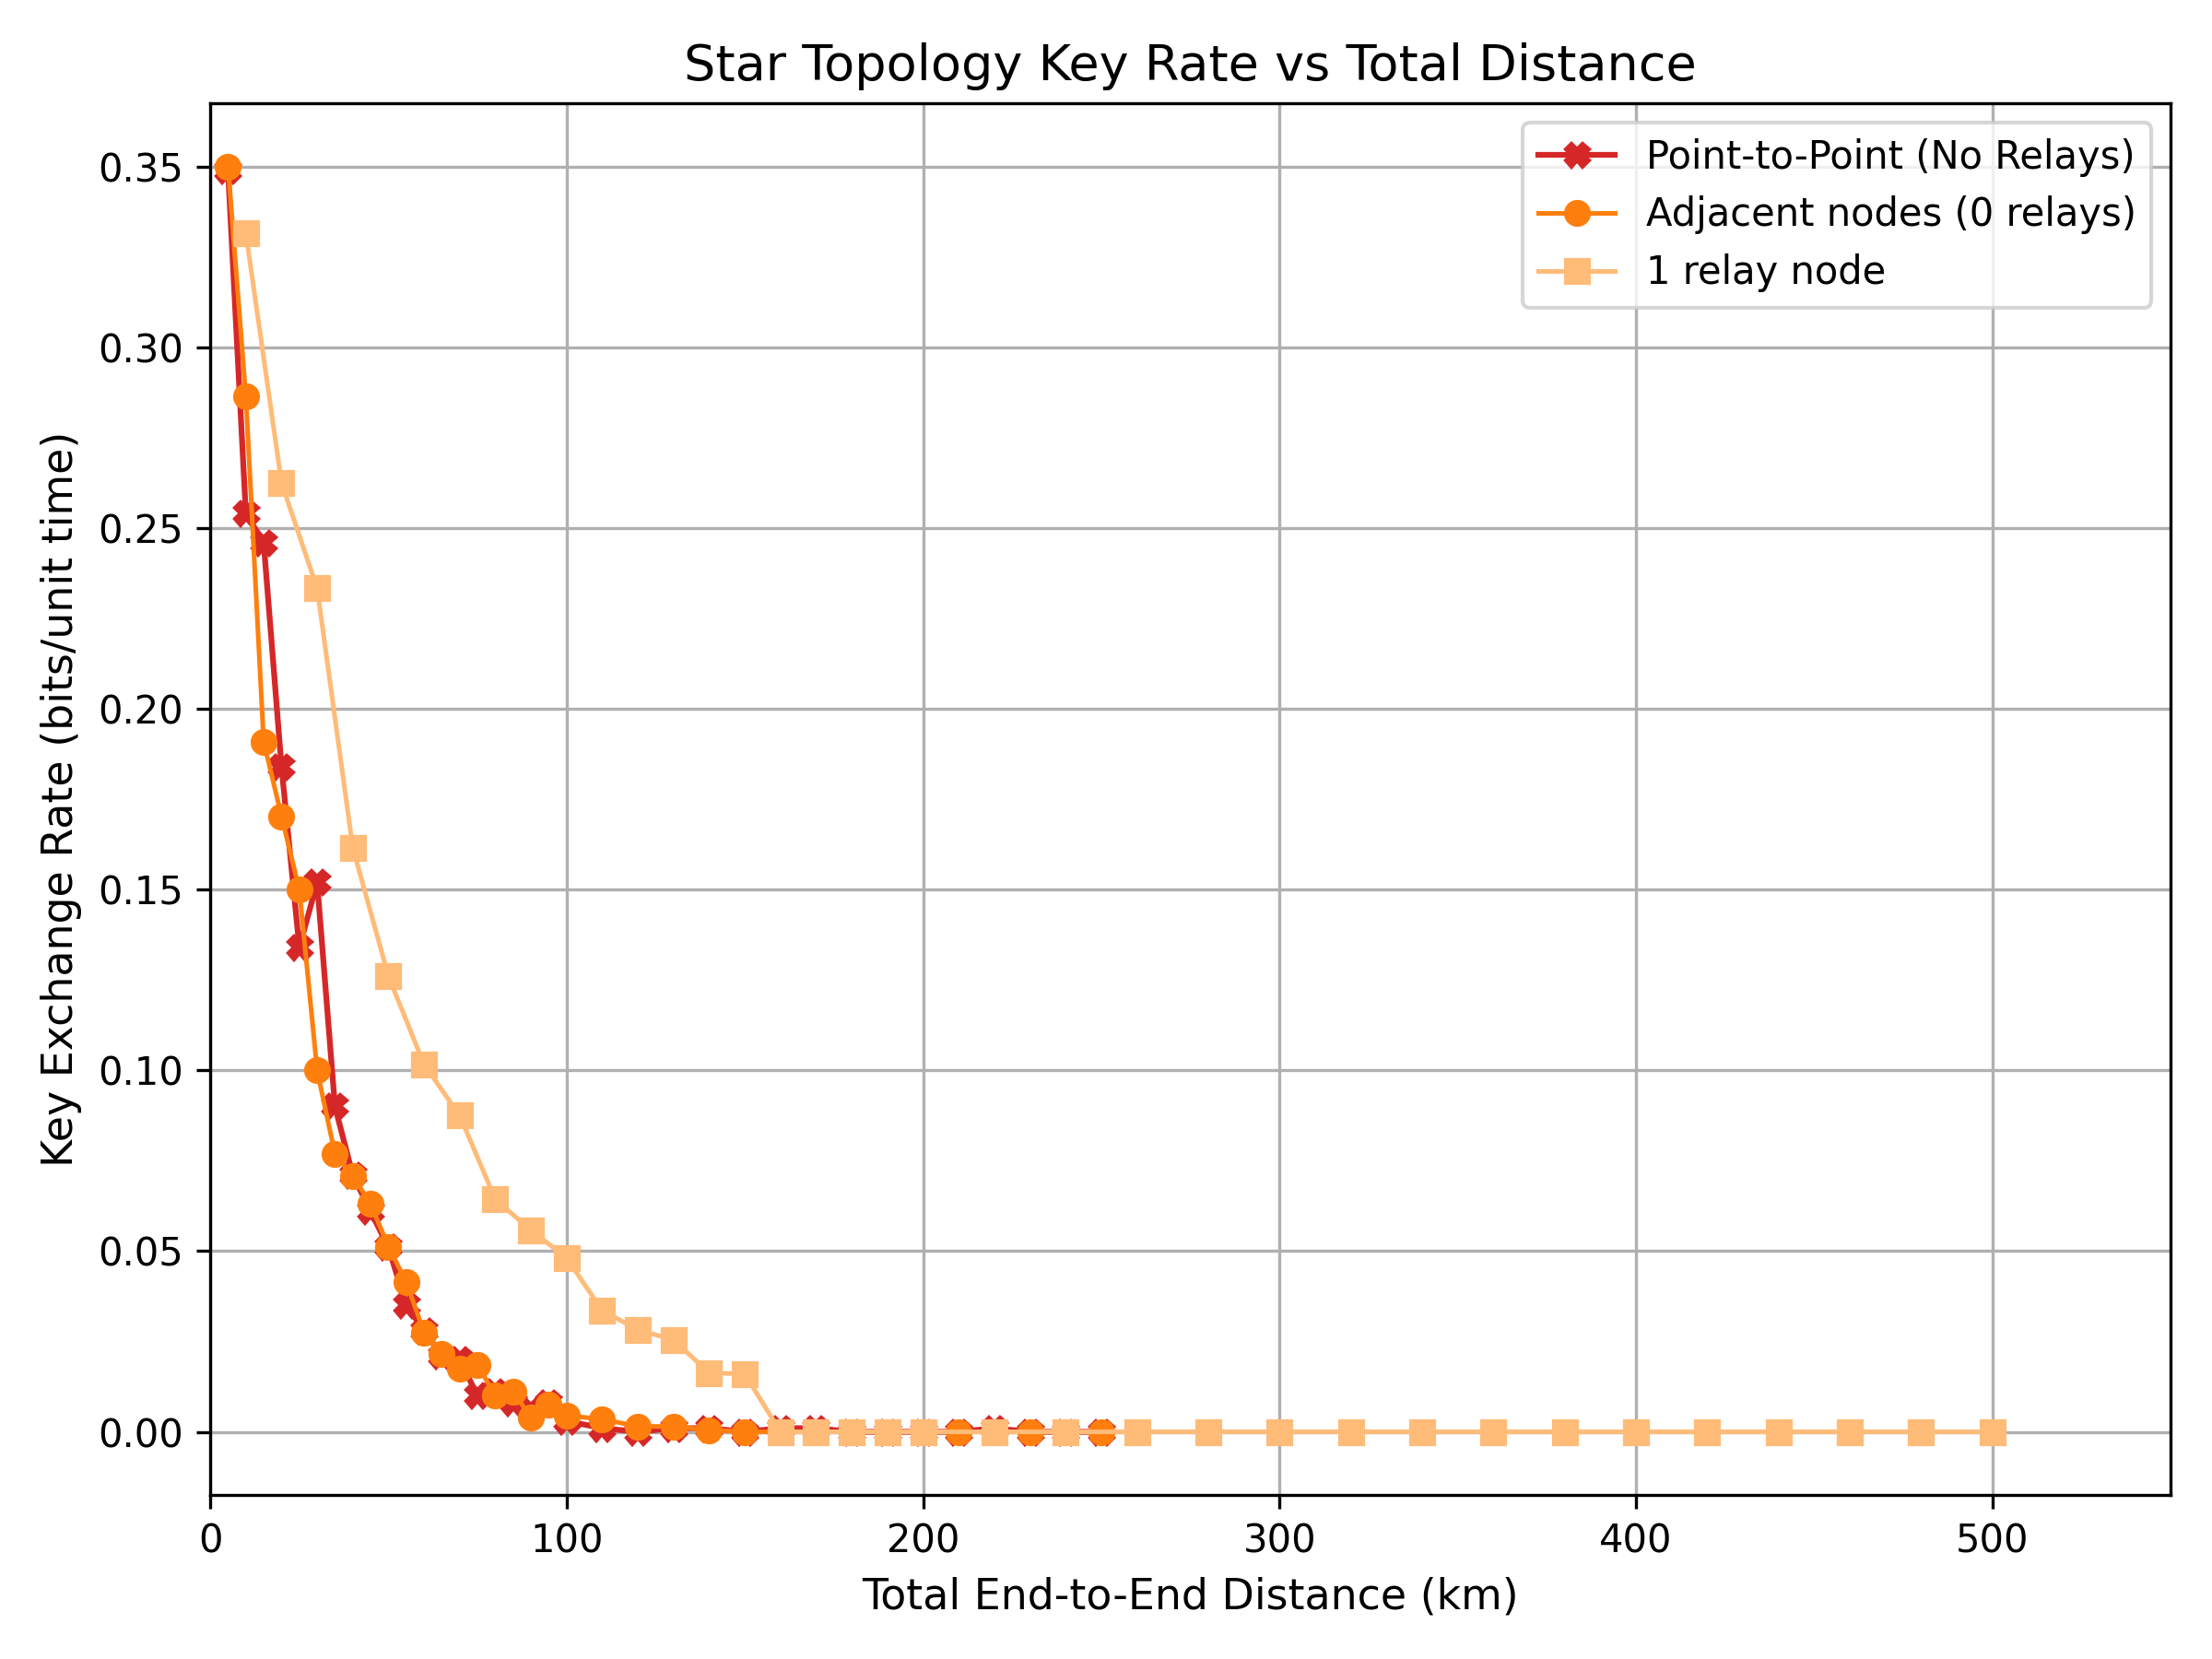 Star Topology Key Rate vs Total Distance
Point-to-Point (No Relays)
Adjacent nodes (0 relays)
1 relay node
Key Exchange Rate (bits/unit time)
0.35
0.30
0.25
0.20
0.15
0.10
0.05
0.00
0 100 200 300 400 500
Total End-to-End Distance (km)